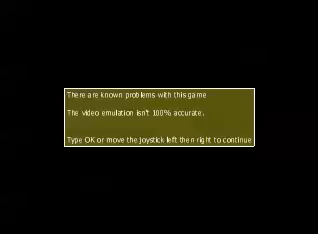 There are known problems with this game
The video emulation isn't 100% accurate.
Type OK or move the joystick left then right to continue